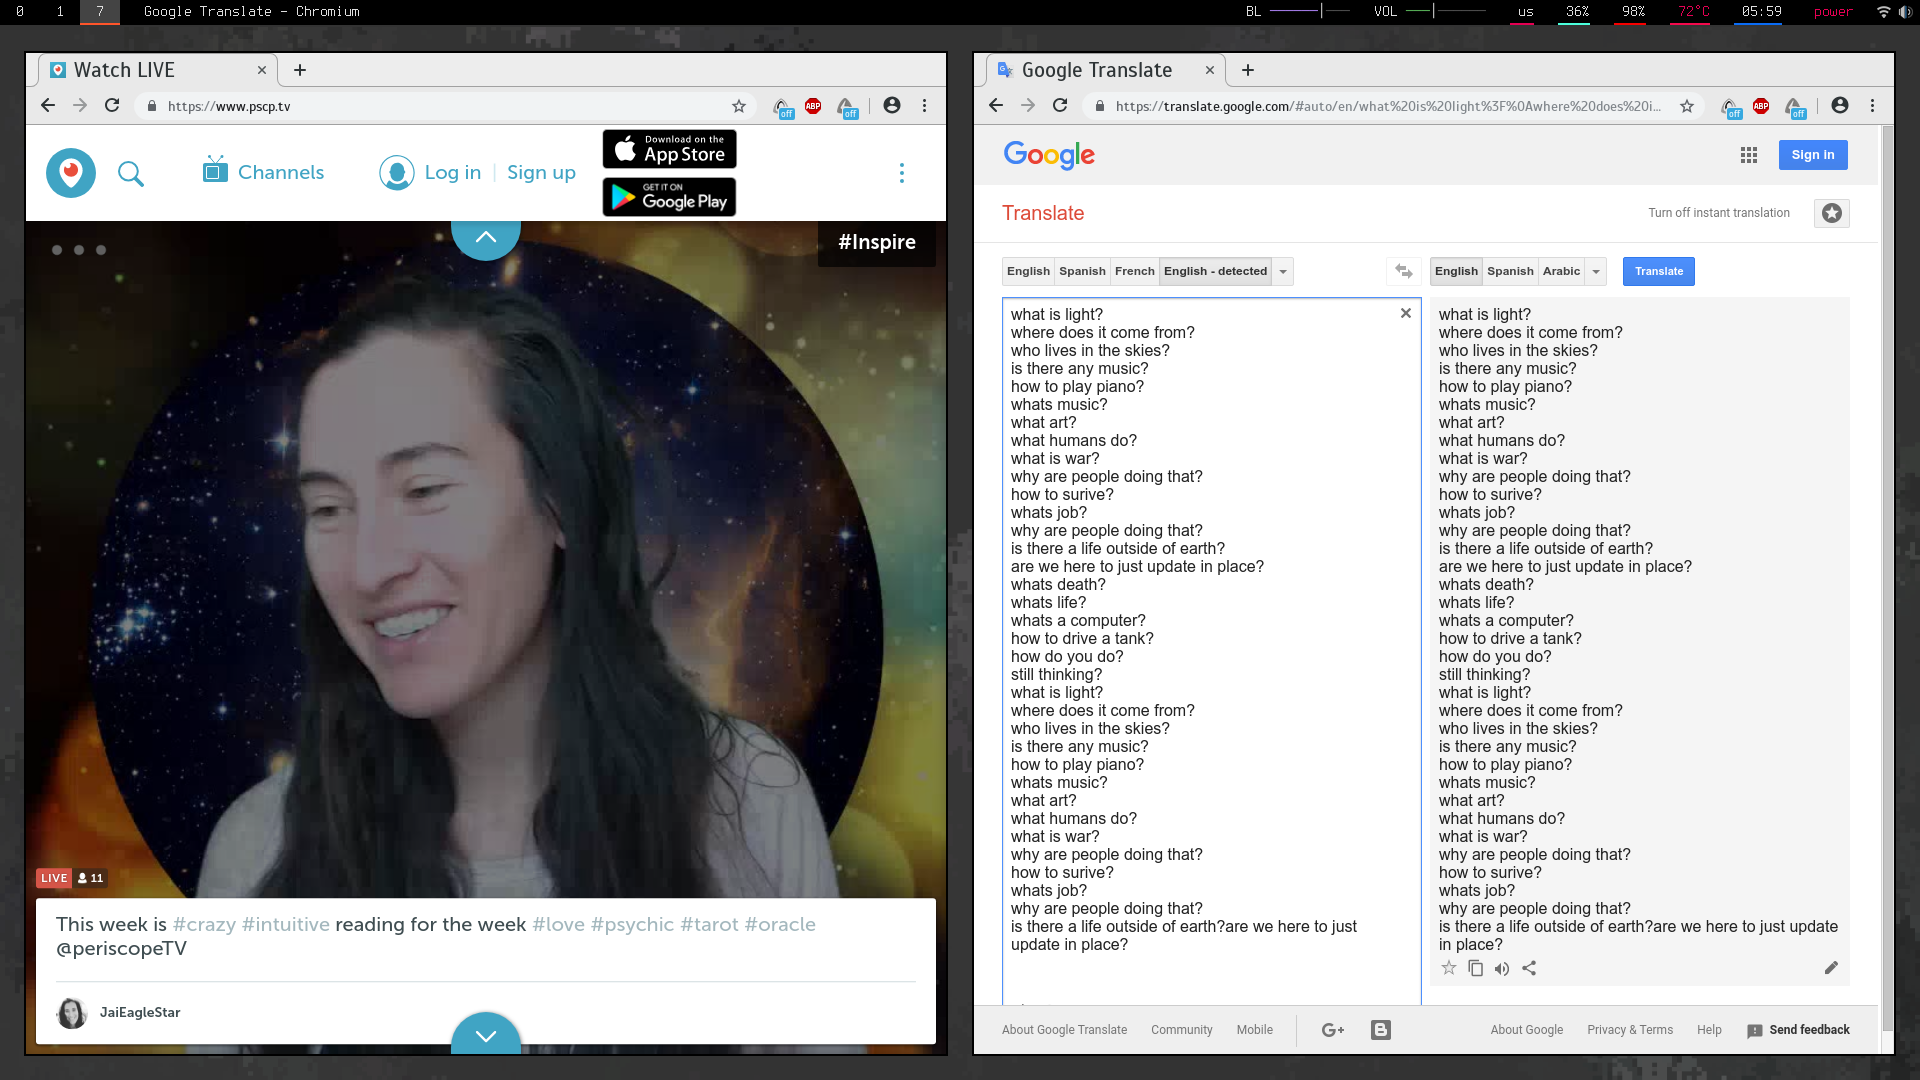 0 1 7 Google Translate - Chromium BL VOL us 36% 98% 72°C 05:59 power
Watch LIVE
https://www.pscp.tv
off ABP off
Channels Log in Sign up
Download on the
App Store
GET IT ON
Google Play
#Inspire
LIVE 11
This week is #crazy #intuitive reading for the week #love #psychic #tarot #oracle
@periscopeTV
JaiEagleStar
Google Translate
https://translate.google.com/#auto/en/what%20is%20light%3F%0Awhere%20does%20i...
off ABP off
Google Sign in
Translate Turn off instant translation
English Spanish French English - detected English Spanish Arabic Translate
what is light?
where does it come from?
who lives in the skies?
is there any music?
how to play piano?
whats music?
what art?
what humans do?
what is war?
why are people doing that?
how to surive?
whats job?
why are people doing that?
is there a life outside of earth?
are we here to just update in place?
whats death?
whats life?
whats a computer?
how to drive a tank?
how do you do?
still thinking?
what is light?
where does it come from?
who lives in the skies?
is there any music?
how to play piano?
whats music?
what art?
what humans do?
what is war?
why are people doing that?
how to surive?
whats job?
why are people doing that?
is there a life outside of earth?are we here to just
update in place?
what is light?
where does it come from?
who lives in the skies?
is there any music?
how to play piano?
whats music?
what art?
what humans do?
what is war?
why are people doing that?
how to surive?
whats job?
why are people doing that?
is there a life outside of earth?
are we here to just update in place?
whats death?
whats life?
whats a computer?
how to drive a tank?
how do you do?
still thinking?
what is light?
where does it come from?
who lives in the skies?
is there any music?
how to play piano?
whats music?
what art?
what humans do?
what is war?
why are people doing that?
how to surive?
whats job?
why are people doing that?
is there a life outside of earth?are we here to just update
in place?
About Google Translate Community Mobile G+ B About Google Privacy & Terms Help Send feedback